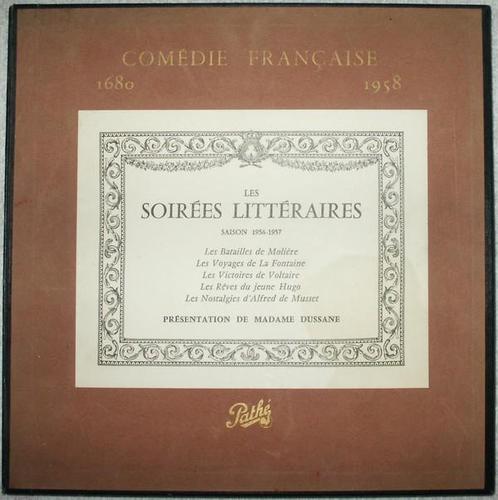 COMÉDIE FRANÇAISE
1680 1958
LES
SOIRÉES LITTÉRAIRES
SAISON 1956-1957
Les Batailles de Molière
Les Voyages de La Fontaine
Les Victoires de Voltaire
Les Rêves du jeune Hugo
Les Nostalgies d'Alfred de Musset
PRÉSENTATION DE MADAME DUSSANE
Pathé